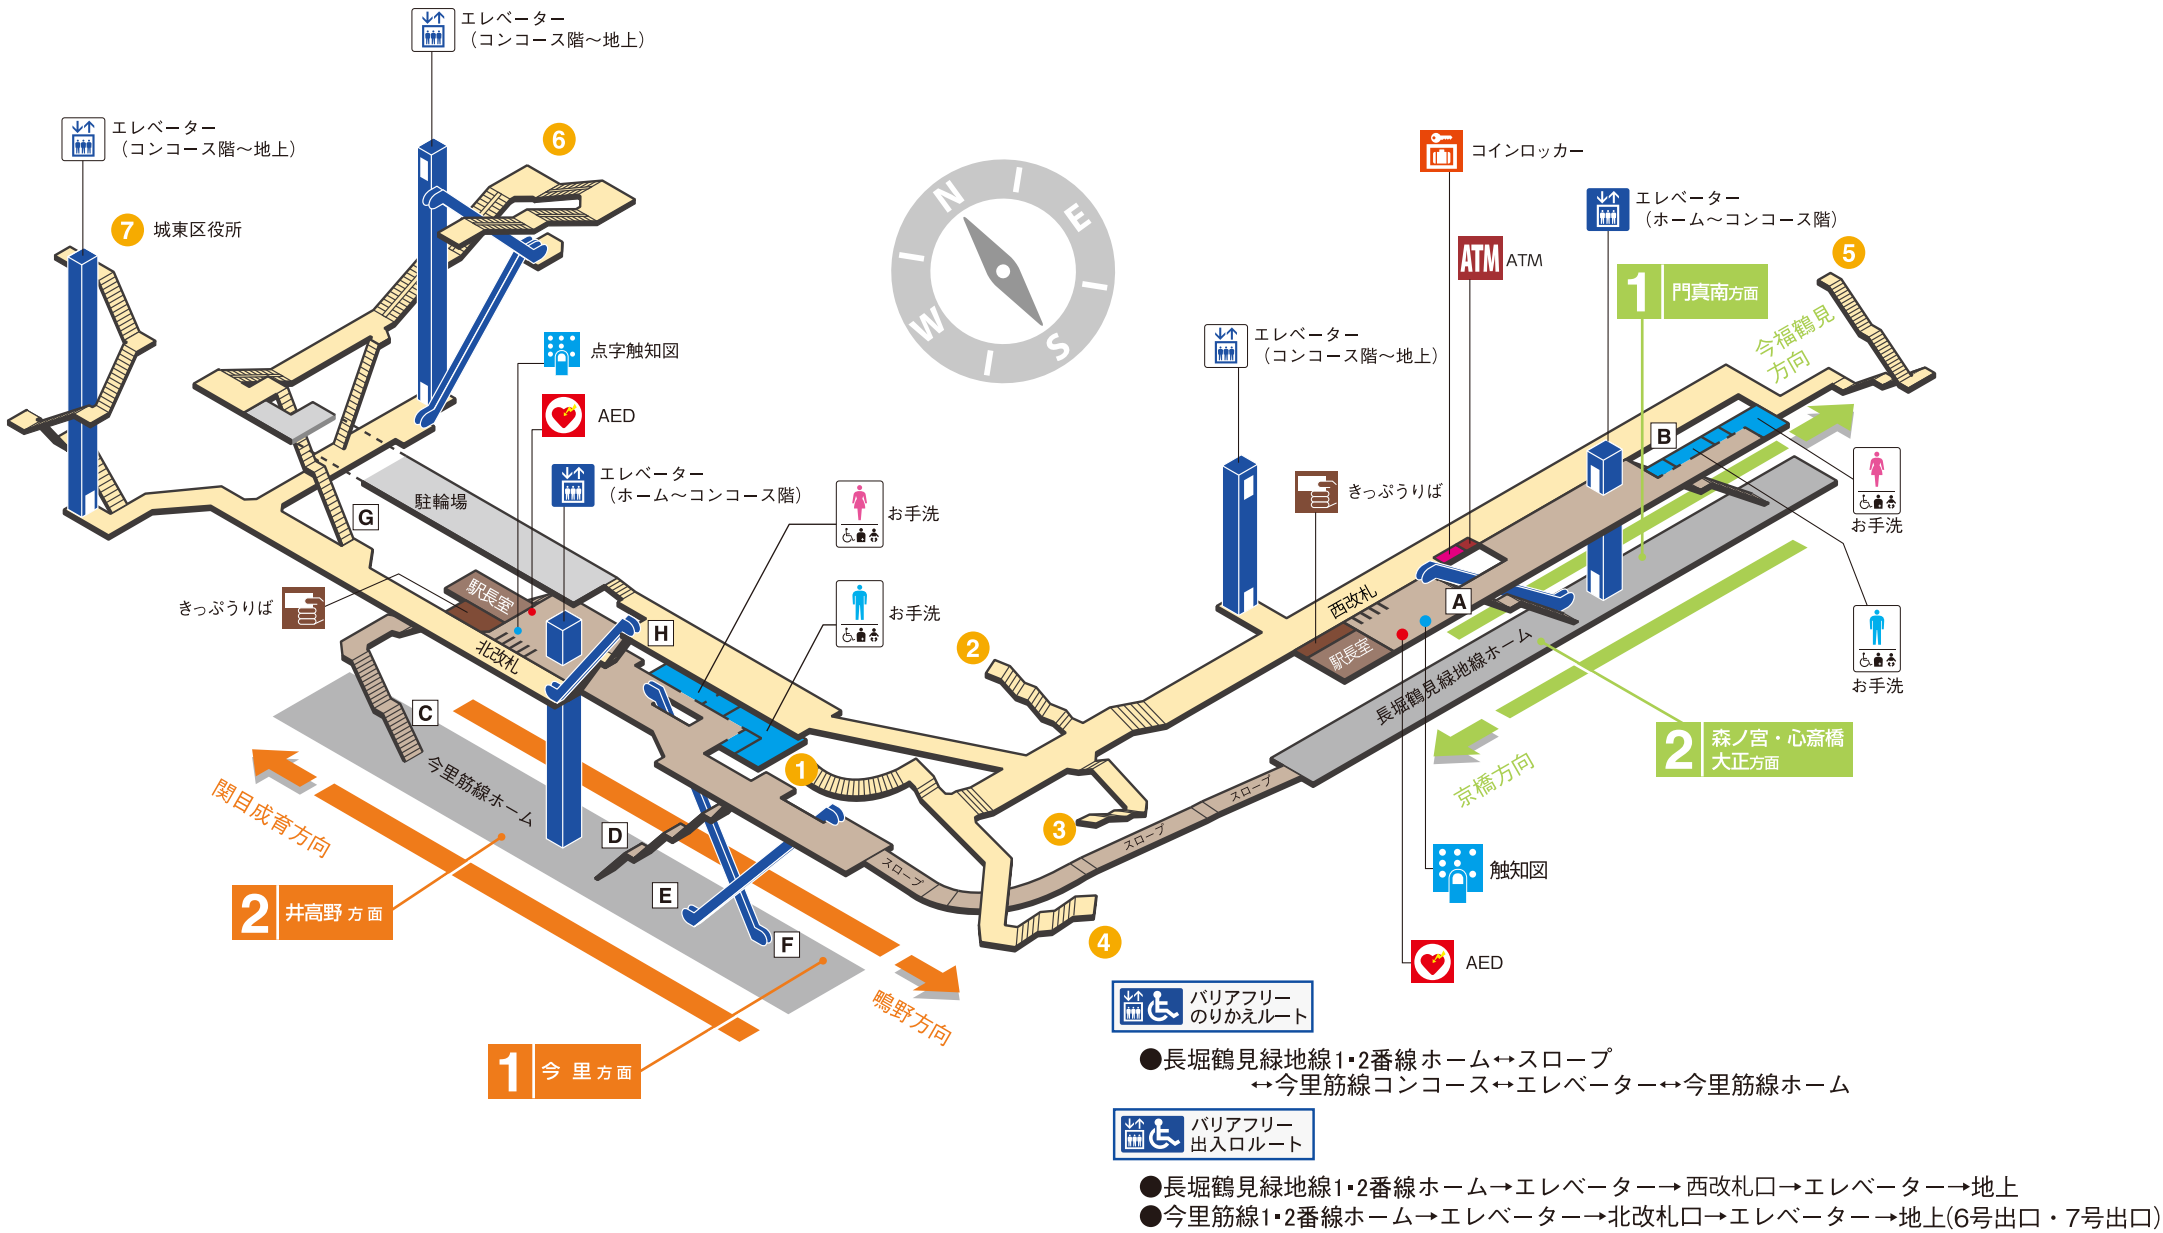 エレベーター
（コンコース階～地上）
エレベーター
（コンコース階～地上）
6
7 城東区役所
N
E
S
W
コインロッカー
エレベーター
（ホーム～コンコース階）
ATM ATM
5
1 門真南方面
今福鶴見
方向
エレベーター
（コンコース階～地上）
点字触知図
AED
エレベーター
（ホーム～コンコース階）
駐輪場
G
お手洗
お手洗
きっぷうりば
駅長室
北改札
H
C
B
お手洗
お手洗
きっぷうりば
西改札
駅長室
A
長堀鶴見緑地線ホーム
2
1
3
4
2 森ノ宮・心斎橋
大正方面
京橋方向
スロープ
スロープ
スロープ
今里筋線ホーム
関目成育方向
D
E
F
2 井高野方面
1 今里方面
鴫野方向
触知図
AED
バリアフリー
のりかえルート
●長堀鶴見緑地線1・2番線ホーム↔スロープ
↔今里筋線コンコース↔エレベーター↔今里筋線ホーム
バリアフリー
出入口ルート
●長堀鶴見緑地線1・2番線ホーム→エレベーター→西改札口→エレベーター→地上
●今里筋線1・2番線ホーム→エレベーター→北改札口→エレベーター→地上(6号出口・7号出口)